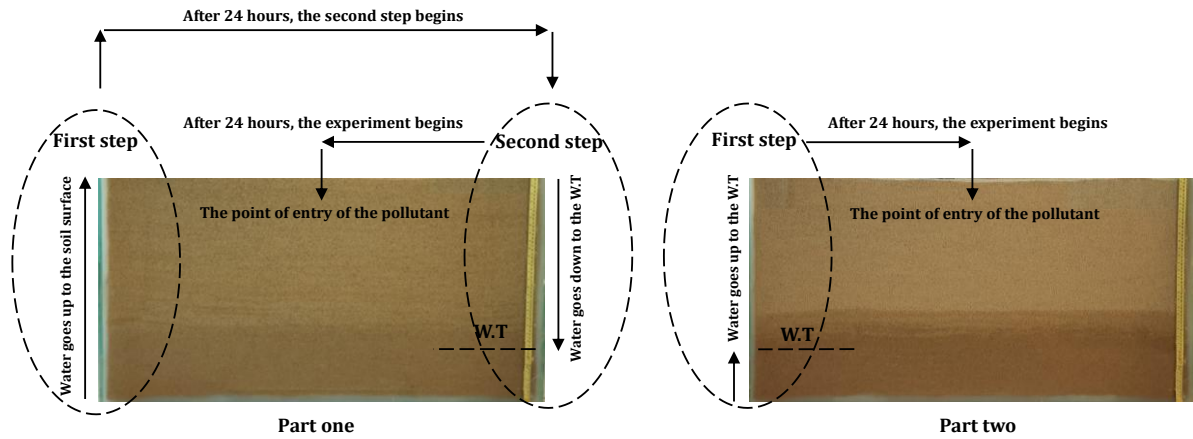 After 24 hours, the second step begins
First step
After 24 hours, the experiment begins
Second step
Water goes up to the soil surface
The point of entry of the pollutant
Water goes down to the W.T
W.T
Part one
First step
After 24 hours, the experiment begins
Water goes up to the W.T
The point of entry of the pollutant
W.T
Part two